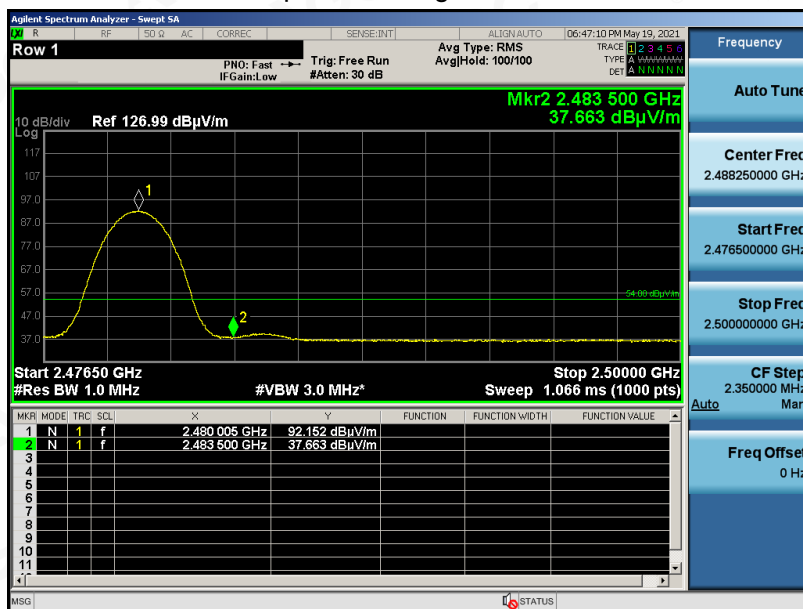 Agilent Spectrum Analyzer - Swept SA
LXI R RF 50 Ω AC CORREC SENSE:INT ALIGN AUTO 06:47:10 PM May 19, 2021
Row 1
PNO: Fast
IFGain:Low
Trig: Free Run
#Atten: 30 dB
Avg Type: RMS
Avg|Hold: 100/100
TRACE 1 2 3 4 5 6
TYPE A WWWWW
DET A N N N N N
Mkr2 2.483 500 GHz
37.663 dBµV/m
10 dB/div Ref 126.99 dBµV/m
Log
117
107
97.0
87.0
77.0
67.0
57.0
47.0
37.0
1
2
54.00 dBµV/m
Start 2.47650 GHz Stop 2.50000 GHz
#Res BW 1.0 MHz #VBW 3.0 MHz* Sweep 1.066 ms (1000 pts)
MKR MODE TRC SCL X Y FUNCTION FUNCTION WIDTH FUNCTION VALUE
1 N 1 f 2.480 005 GHz 92.152 dBµV/m
2 N 1 f 2.483 500 GHz 37.663 dBµV/m
3
4
5
6
7
8
9
10
11
MSG STATUS
Frequency
Auto Tune
Center Freq
2.488250000 GHz
Start Freq
2.476500000 GHz
Stop Freq
2.500000000 GHz
CF Step
2.350000 MHz
Auto Man
Freq Offset
0 Hz